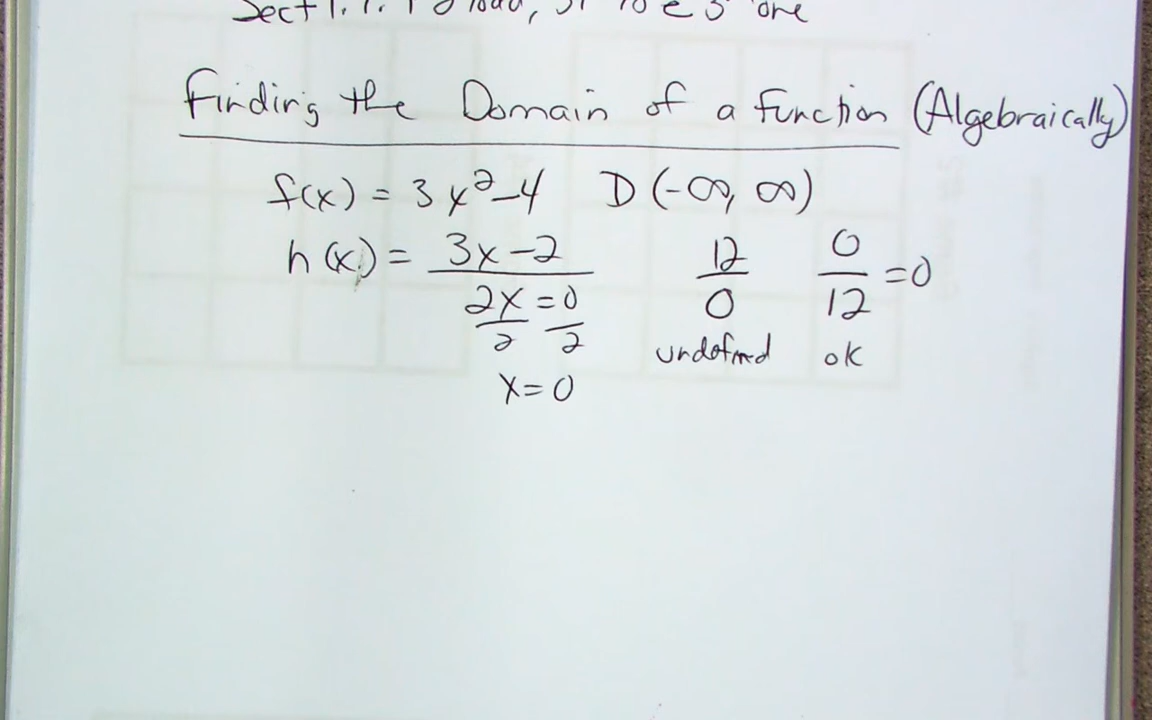 Finding the Domain of a function (Algebraically)
f(x) = 3x²-4 D (-∞, ∞)
h(x) = 3x-2 12 0 =0
2x = 0 0 12
2 2 undefined ok
x = 0